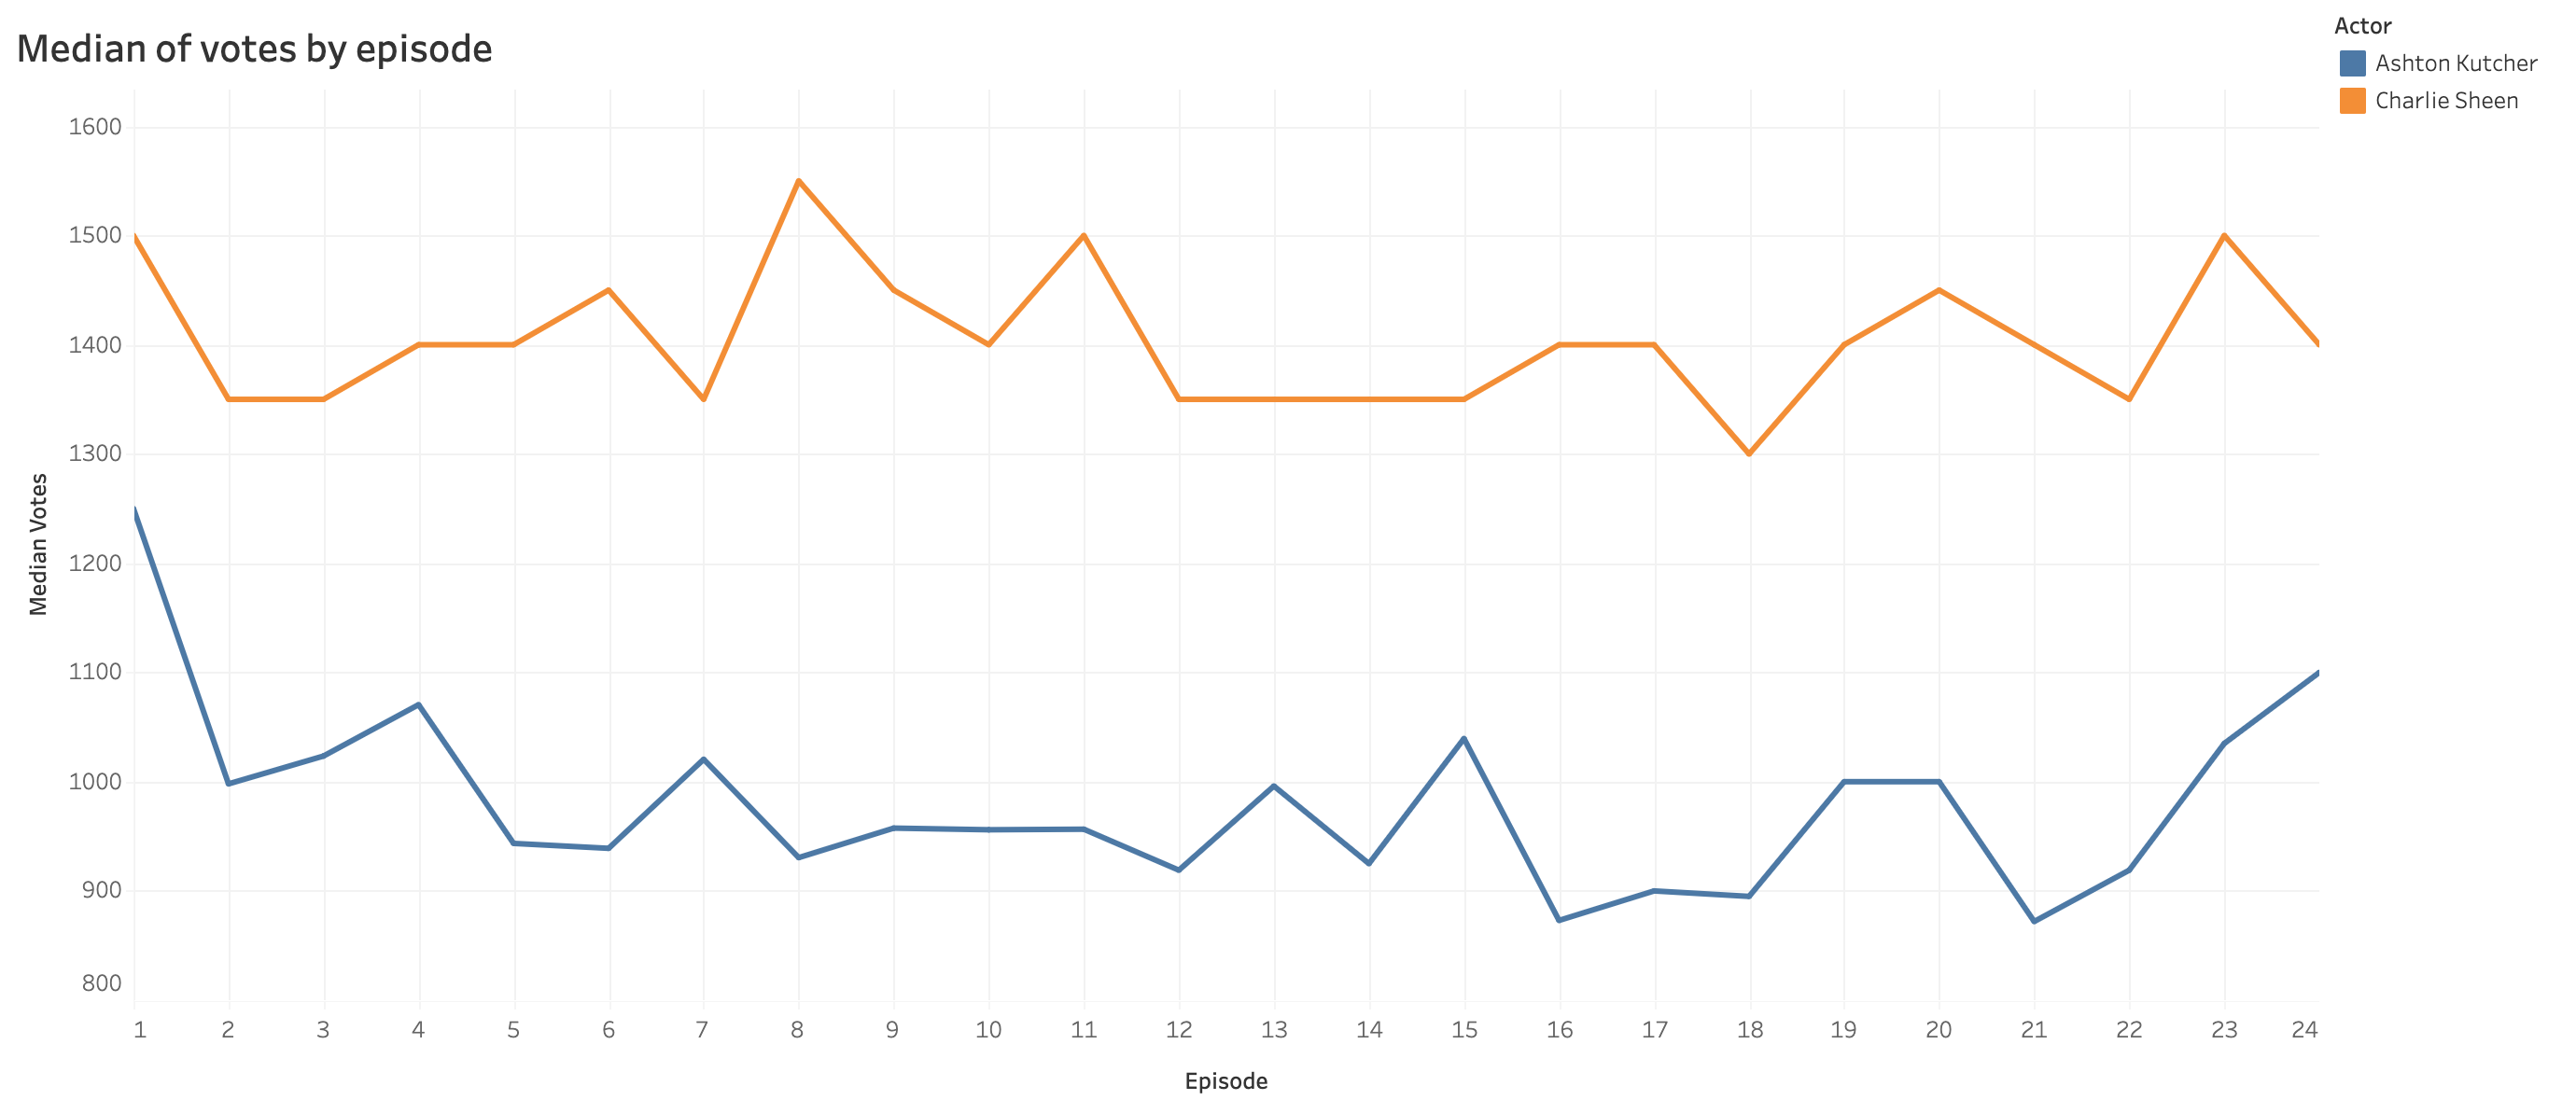 Median of votes by episode
Actor
Ashton Kutcher
Charlie Sheen
1600
1500
1400
1300
1200
1100
1000
900
800
Median Votes
1 2 3 4 5 6 7 8 9 10 11 12 13 14 15 16 17 18 19 20 21 22 23 24
Episode